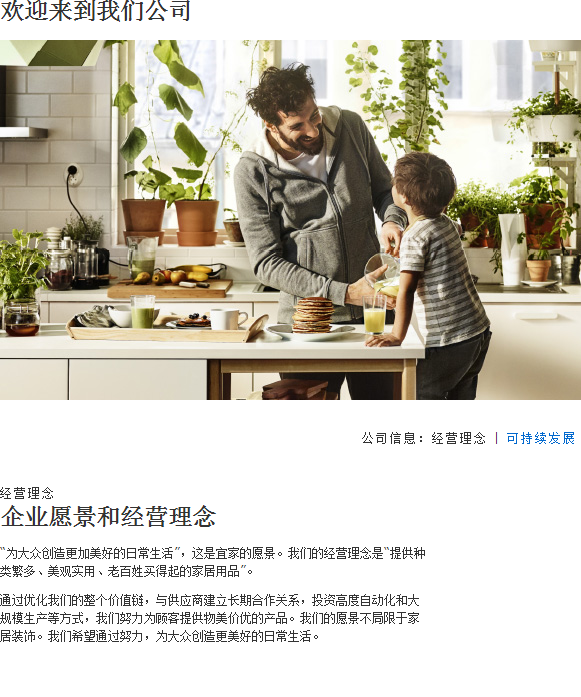 欢迎来到我们公司
公司信息：经营理念 | 可持续发展
经营理念
企业愿景和经营理念
“为大众创造更加美好的日常生活”，这是宜家的愿景。我们的经营理念是“提供种
类繁多、美观实用、老百姓买得起的家居用品”。
通过优化我们的整个价值链，与供应商建立长期合作关系，投资高度自动化和大
规模生产等方式，我们努力为顾客提供物美价优的产品。我们的愿景不局限于家
居装饰。我们希望通过努力，为大众创造更美好的日常生活。